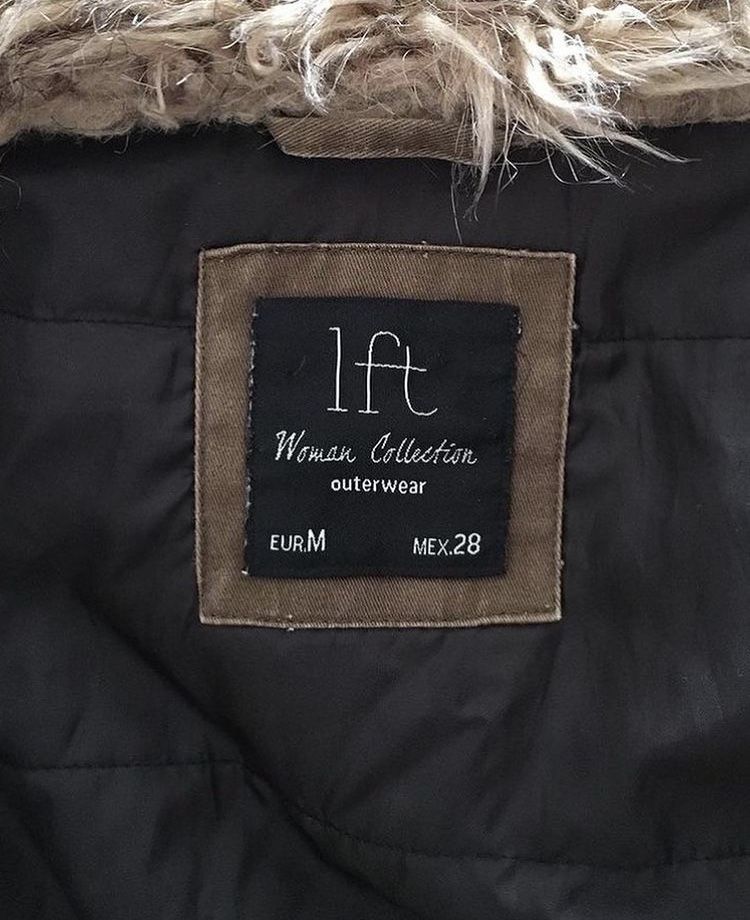 lft
Woman Collection
outerwear
EUR.M MEX.28